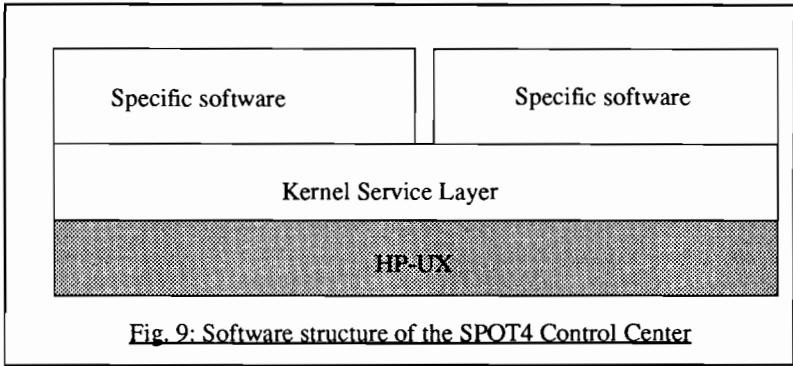 Specific software
Specific software
Kernel Service Layer
HP-UX
Fig. 9: Software structure of the SPOT4 Control Center